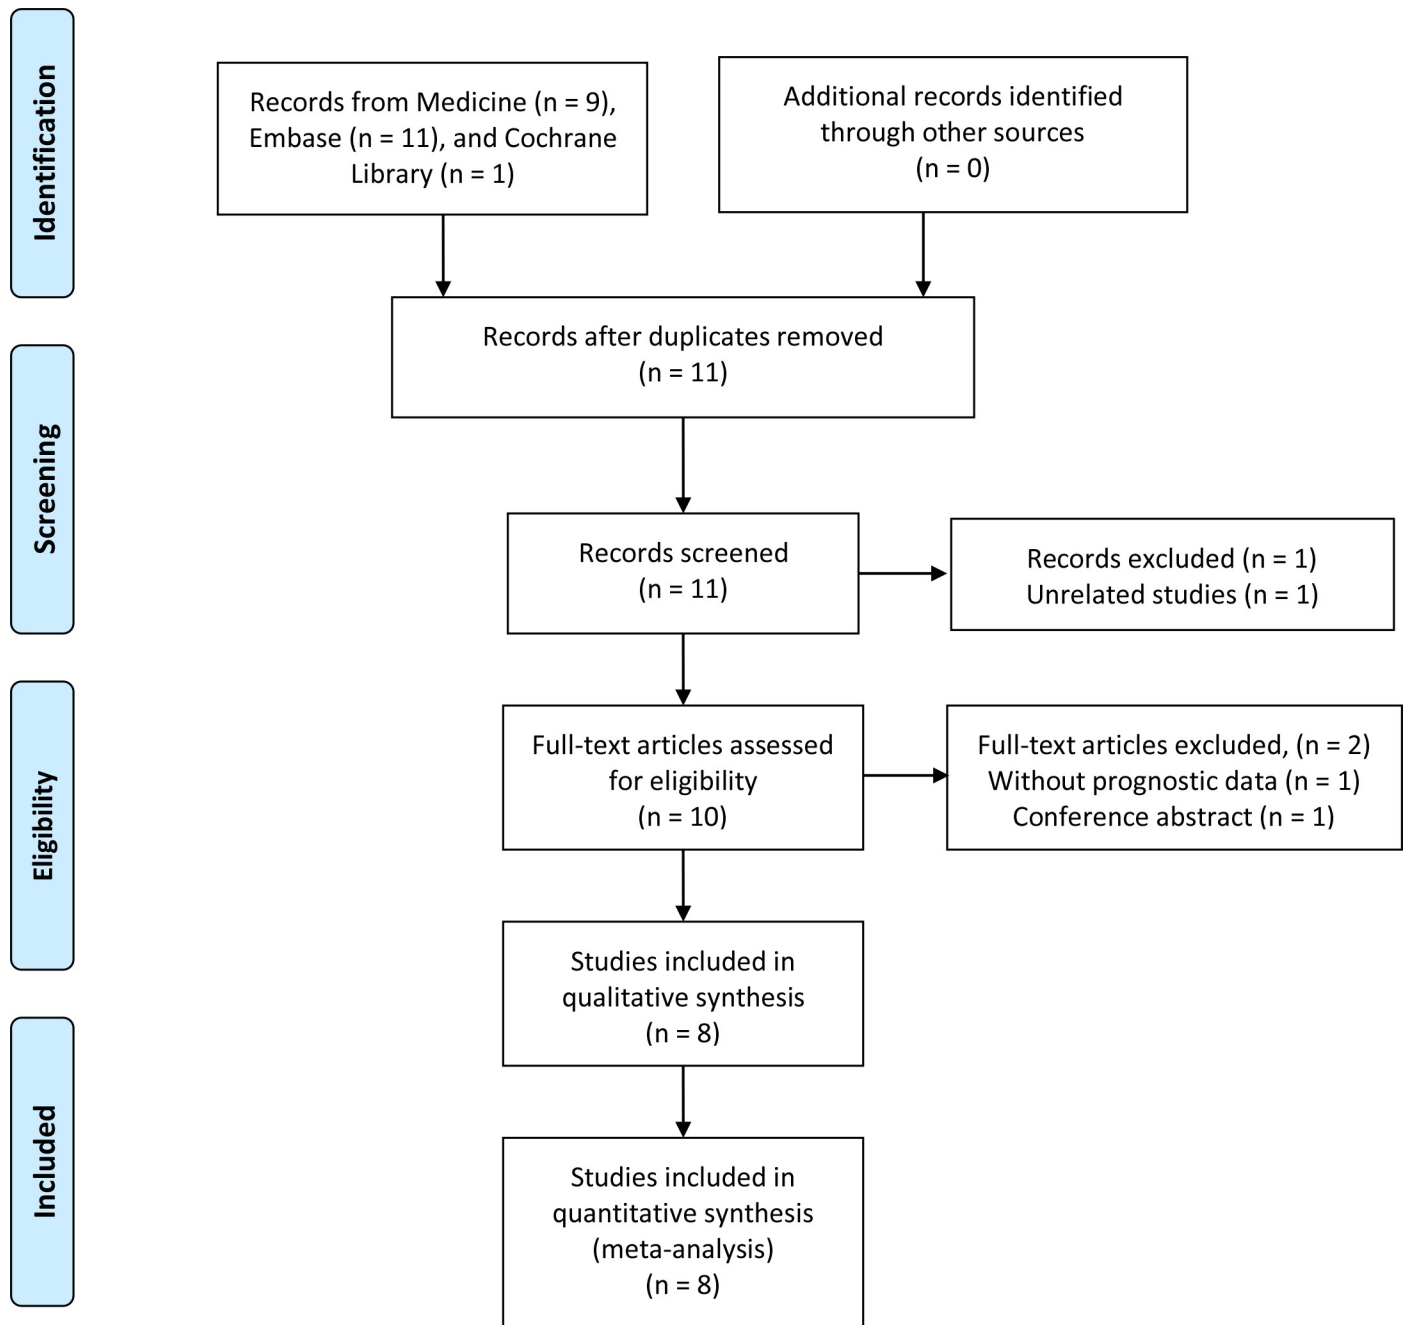 Identification
Records from Medicine (n = 9),
Embase (n = 11), and Cochrane
Library (n = 1)
Additional records identified
through other sources
(n = 0)
Records after duplicates removed
(n = 11)
Screening
Records screened
(n = 11)
Records excluded (n = 1)
Unrelated studies (n = 1)
Eligibility
Full-text articles assessed
for eligibility
(n = 10)
Full-text articles excluded, (n = 2)
Without prognostic data (n = 1)
Conference abstract (n = 1)
Studies included in
qualitative synthesis
(n = 8)
Included
Studies included in
quantitative synthesis
(meta-analysis)
(n = 8)